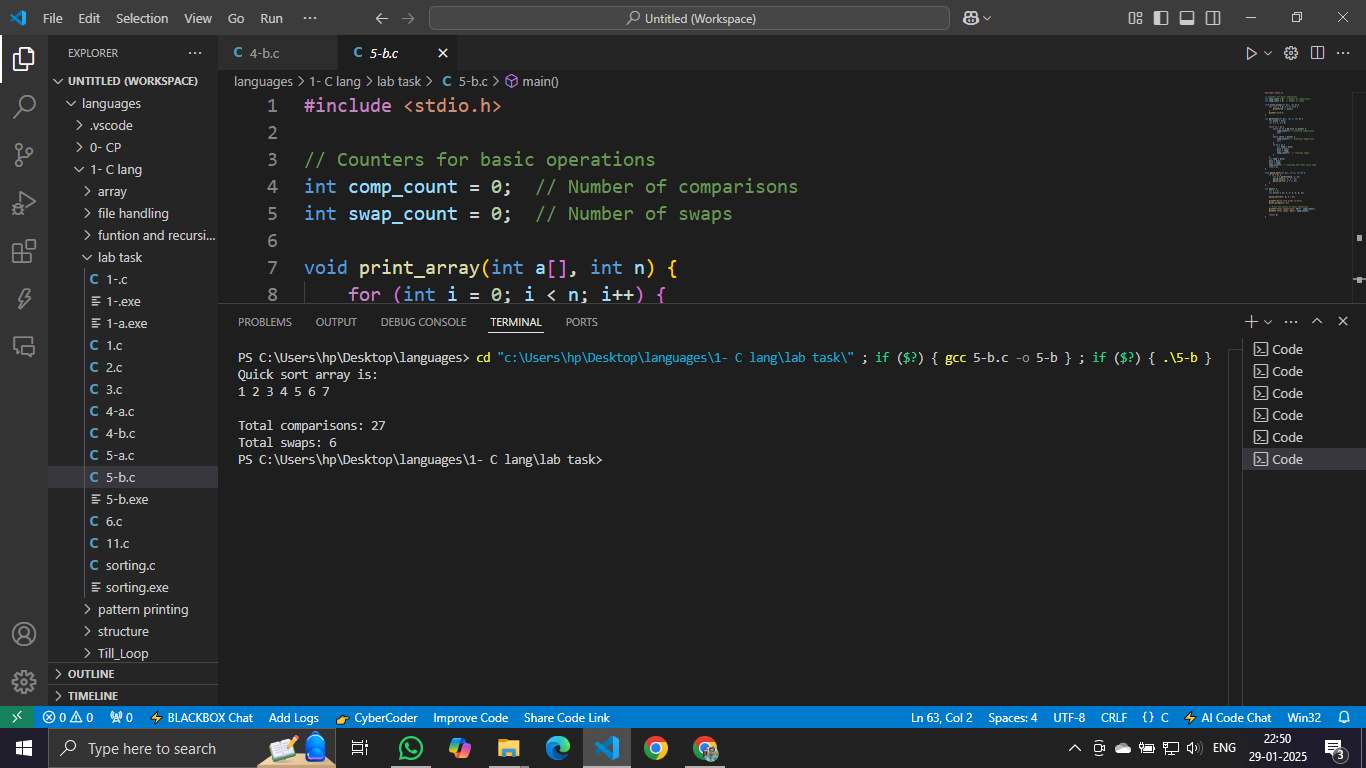 File Edit Selection View Go Run ··· Untitled (Workspace)
EXPLORER ···
UNTITLED (WORKSPACE)
languages
.vscode
0- CP
1- C lang
array
file handling
funtion and recursi...
lab task
C 1-.c
1-.exe
1-a.exe
C 1.c
C 2.c
C 3.c
C 4-a.c
C 4-b.c
C 5-a.c
C 5-b.c
5-b.exe
C 6.c
C 11.c
C sorting.c
sorting.exe
pattern printing
structure
Till_Loop
OUTLINE
TIMELINE
C 4-b.c C 5-b.c
languages > 1- C lang > lab task > C 5-b.c > main()
1 #include <stdio.h>
2
3 // Counters for basic operations
4 int comp_count = 0; // Number of comparisons
5 int swap_count = 0; // Number of swaps
6
7 void print_array(int a[], int n) {
8 for (int i = 0; i < n; i++) {
PROBLEMS OUTPUT DEBUG CONSOLE TERMINAL PORTS
PS C:\Users\hp\Desktop\languages> cd "c:\Users\hp\Desktop\languages\1- C lang\lab task\" ; if ($?) { gcc 5-b.c -o 5-b } ; if ($?) { .\5-b }
Quick sort array is:
1 2 3 4 5 6 7
Total comparisons: 27
Total swaps: 6
PS C:\Users\hp\Desktop\languages\1- C lang\lab task>
Code
Code
Code
Code
Code
Code
0 0 0 BLACKBOX Chat Add Logs CyberCoder Improve Code Share Code Link Ln 63, Col 2 Spaces: 4 UTF-8 CRLF {} C AI Code Chat Win32
Type here to search ENG 22:50
29-01-2025 3